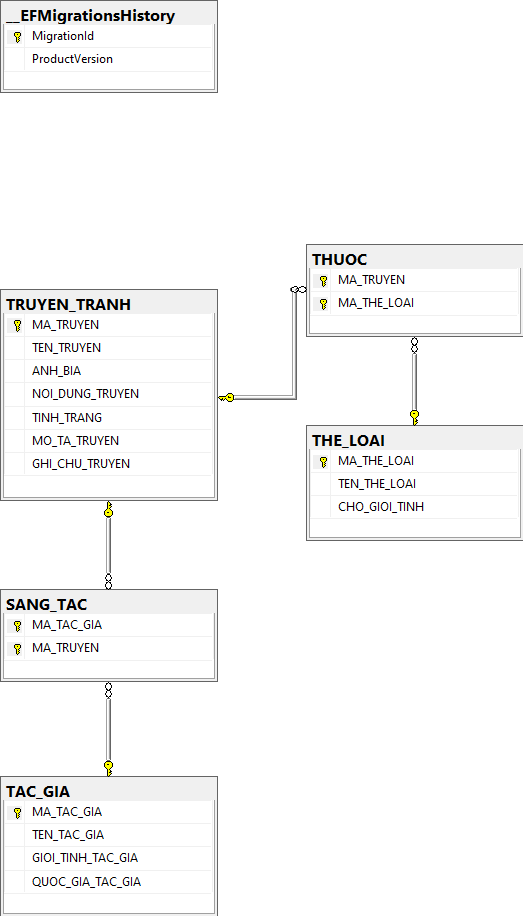 __EFMigrationsHistory
MigrationId
ProductVersion
THUOC
MA_TRUYEN
MA_THE_LOAI
TRUYEN_TRANH
MA_TRUYEN
TEN_TRUYEN
ANH_BIA
NOI_DUNG_TRUYEN
TINH_TRANG
MO_TA_TRUYEN
GHI_CHU_TRUYEN
THE_LOAI
MA_THE_LOAI
TEN_THE_LOAI
CHO_GIOI_TINH
SANG_TAC
MA_TAC_GIA
MA_TRUYEN
TAC_GIA
MA_TAC_GIA
TEN_TAC_GIA
GIOI_TINH_TAC_GIA
QUOC_GIA_TAC_GIA